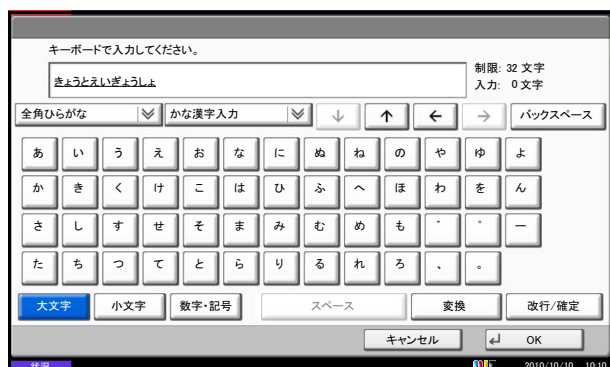 キーボードで入力してください。
きょうとえいぎょうしょ
制限: 32 文字
入力: 0 文字
全角ひらがな かな漢字入力 ↓ ↑ ← → バックスペース
あ い う え お な に ぬ ね の や ゆ よ
か き く け こ は ひ ふ へ ほ わ を ん
さ し す せ そ ま み む め も ゛ ゜ ー
た ち つ て と ら り る れ ろ 、 。
大文字 小文字 数字・記号 スペース 変換 改行/確定
キャンセル OK
状況 2010/10/10 10:10